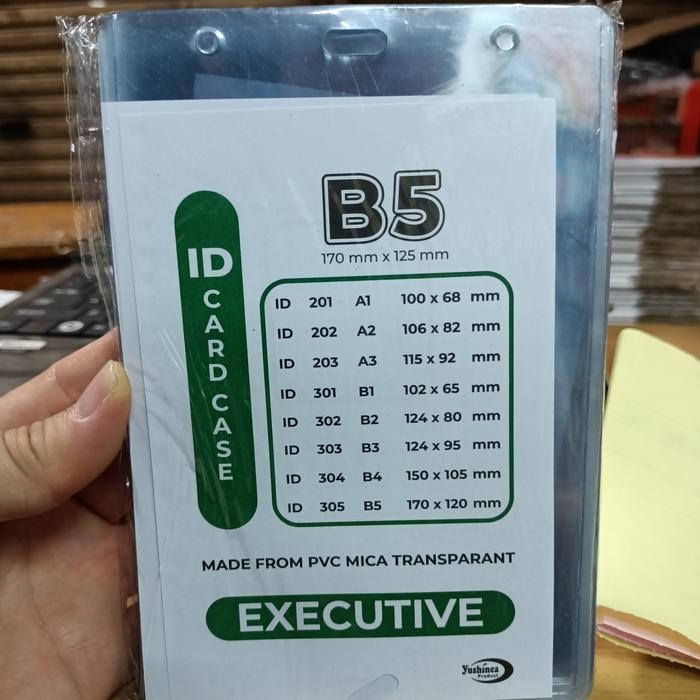 B5
170 mm x 125 mm
ID CARD CASE
ID 201 A1 100 x 68 mm
ID 202 A2 106 x 82 mm
ID 203 A3 115 x 92 mm
ID 301 B1 102 x 65 mm
ID 302 B2 124 x 80 mm
ID 303 B3 124 x 95 mm
ID 304 B4 150 x 105 mm
ID 305 B5 170 x 120 mm
MADE FROM PVC MICA TRANSPARANT
EXECUTIVE
Yushinca
Product